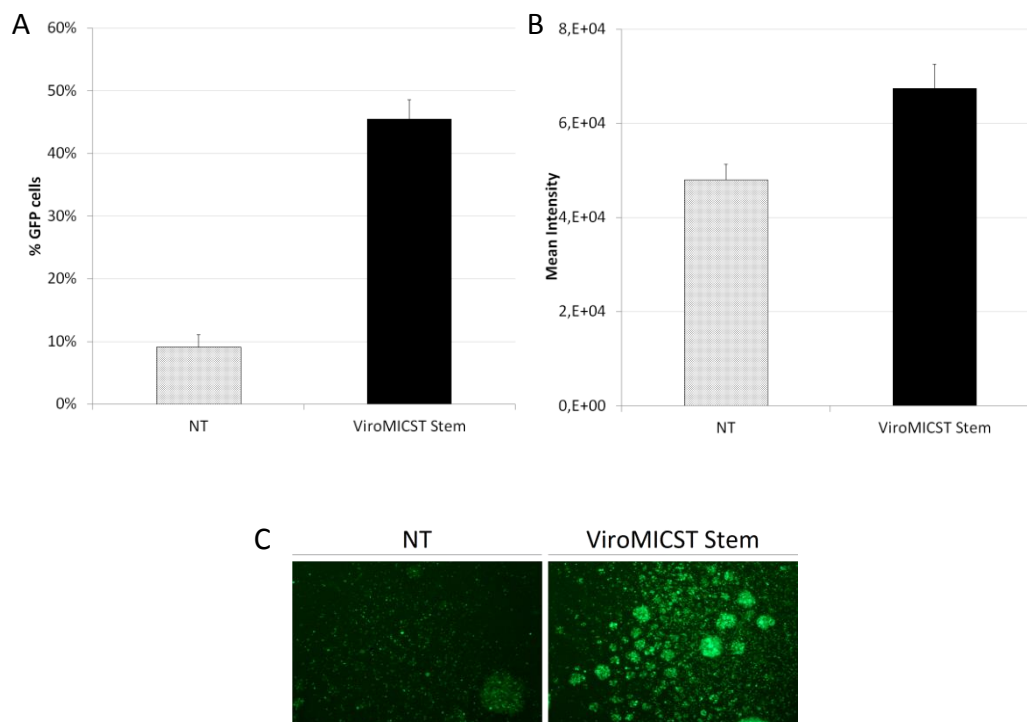 A
60%
50%
40%
30%
20%
10%
0%
% GFP cells
NT
ViroMICST Stem
B
8,E+04
6,E+04
4,E+04
2,E+04
0,E+00
Mean Intensity
NT
ViroMICST Stem
C
NT
ViroMICST Stem